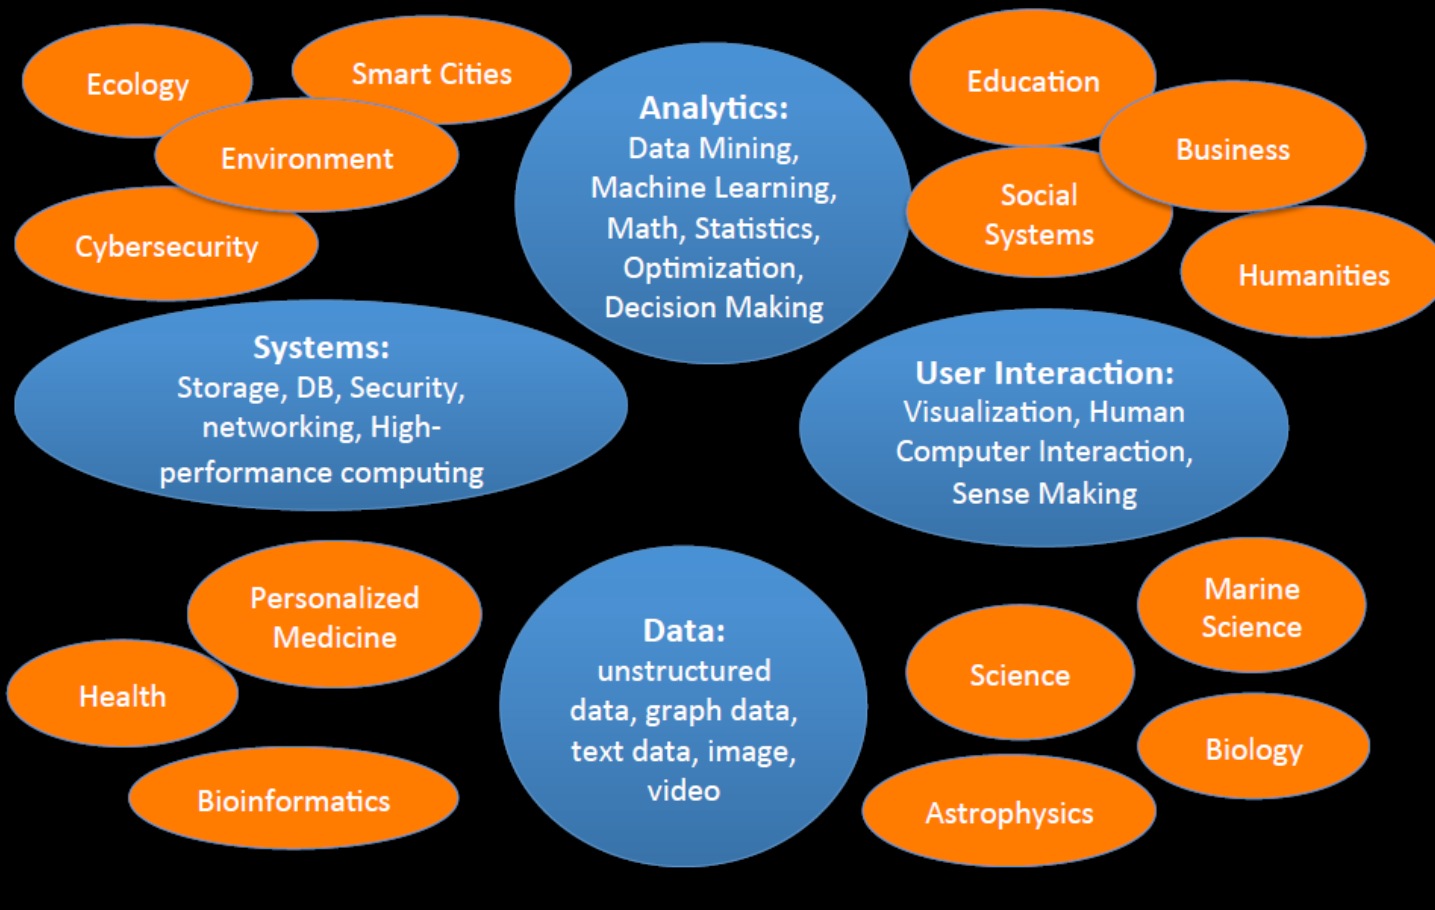 Ecology
Smart Cities
Environment
Cybersecurity
Analytics:
Data Mining,
Machine Learning,
Math, Statistics,
Optimization,
Decision Making
Education
Business
Social
Systems
Humanities
Systems:
Storage, DB, Security,
networking, High-
performance computing
User Interaction:
Visualization, Human
Computer Interaction,
Sense Making
Personalized
Medicine
Health
Bioinformatics
Data:
unstructured
data, graph data,
text data, image,
video
Marine
Science
Science
Biology
Astrophysics